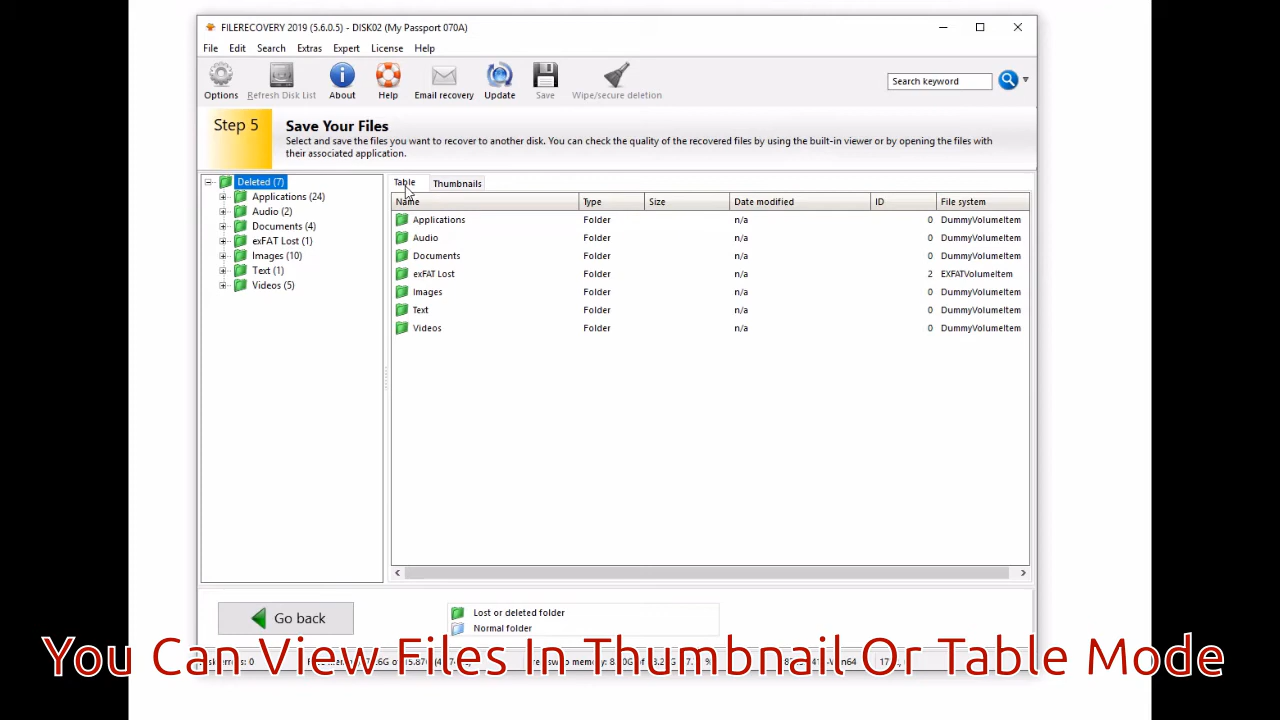 FILERECOVERY 2019 (5.6.0.5) - DISK02 (My Passport 070A)
File Edit Search Extras Expert License Help
Options Refresh Disk List About Help Email recovery Update Save Wipe/secure deletion Search keyword
Step 5
Save Your Files
Select and save the files you want to recover to another disk. You can check the quality of the recovered files by using the built-in viewer or by opening the files with
their associated application.
Deleted (7)
Applications (24)
Audio (2)
Documents (4)
exFAT Lost (1)
Images (10)
Text (1)
Videos (5)
Table Thumbnails
Name Type Size Date modified ID File system
Applications Folder n/a 0 DummyVolumeItem
Audio Folder n/a 0 DummyVolumeItem
Documents Folder n/a 0 DummyVolumeItem
exFAT Lost Folder n/a 2 EXFATVolumeItem
Images Folder n/a 0 DummyVolumeItem
Text Folder n/a 0 DummyVolumeItem
Videos Folder n/a 0 DummyVolumeItem
Go back
Lost or deleted folder
Normal folder
You Can View Files In Thumbnail Or Table Mode